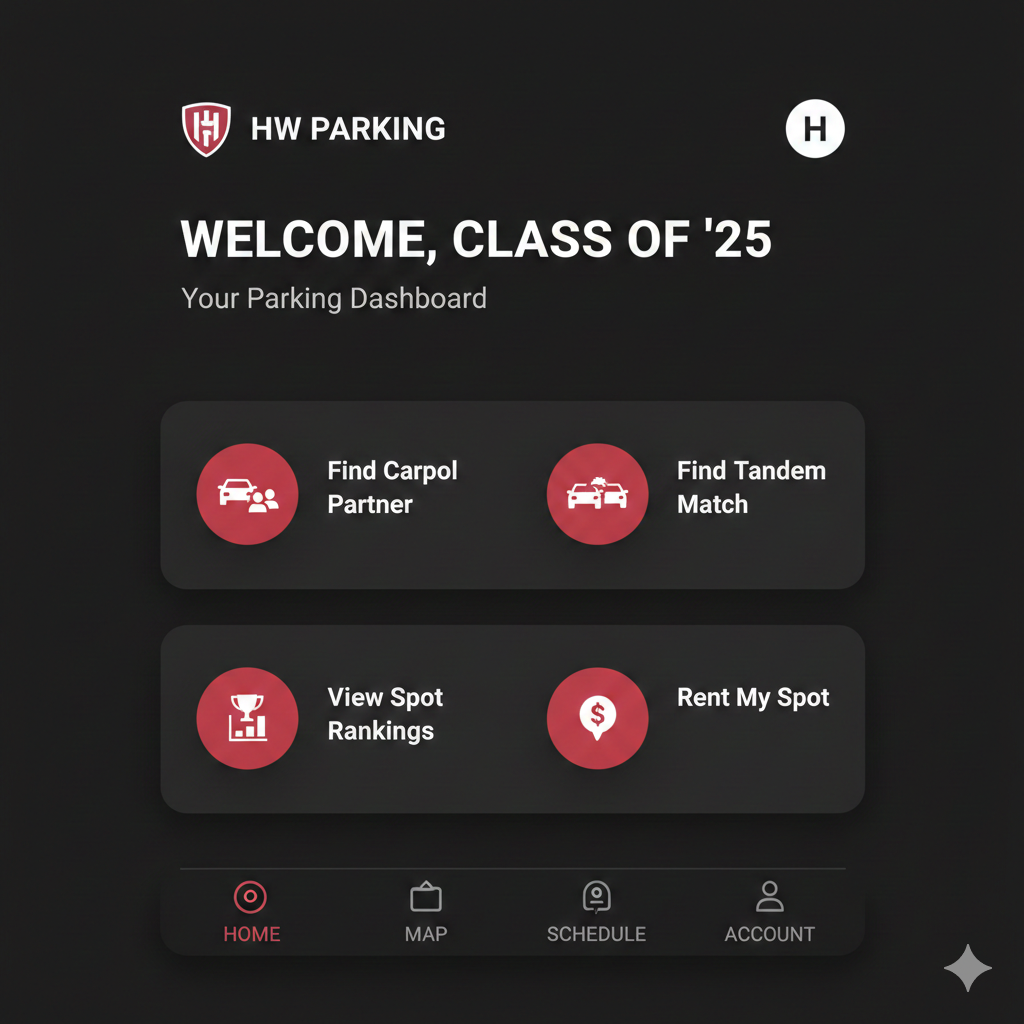 HW PARKING
H
WELCOME, CLASS OF '25
Your Parking Dashboard
Find Carpol
Partner
Find Tandem
Match
View Spot
Rankings
$
Rent My Spot
HOME
MAP
SCHEDULE
ACCOUNT